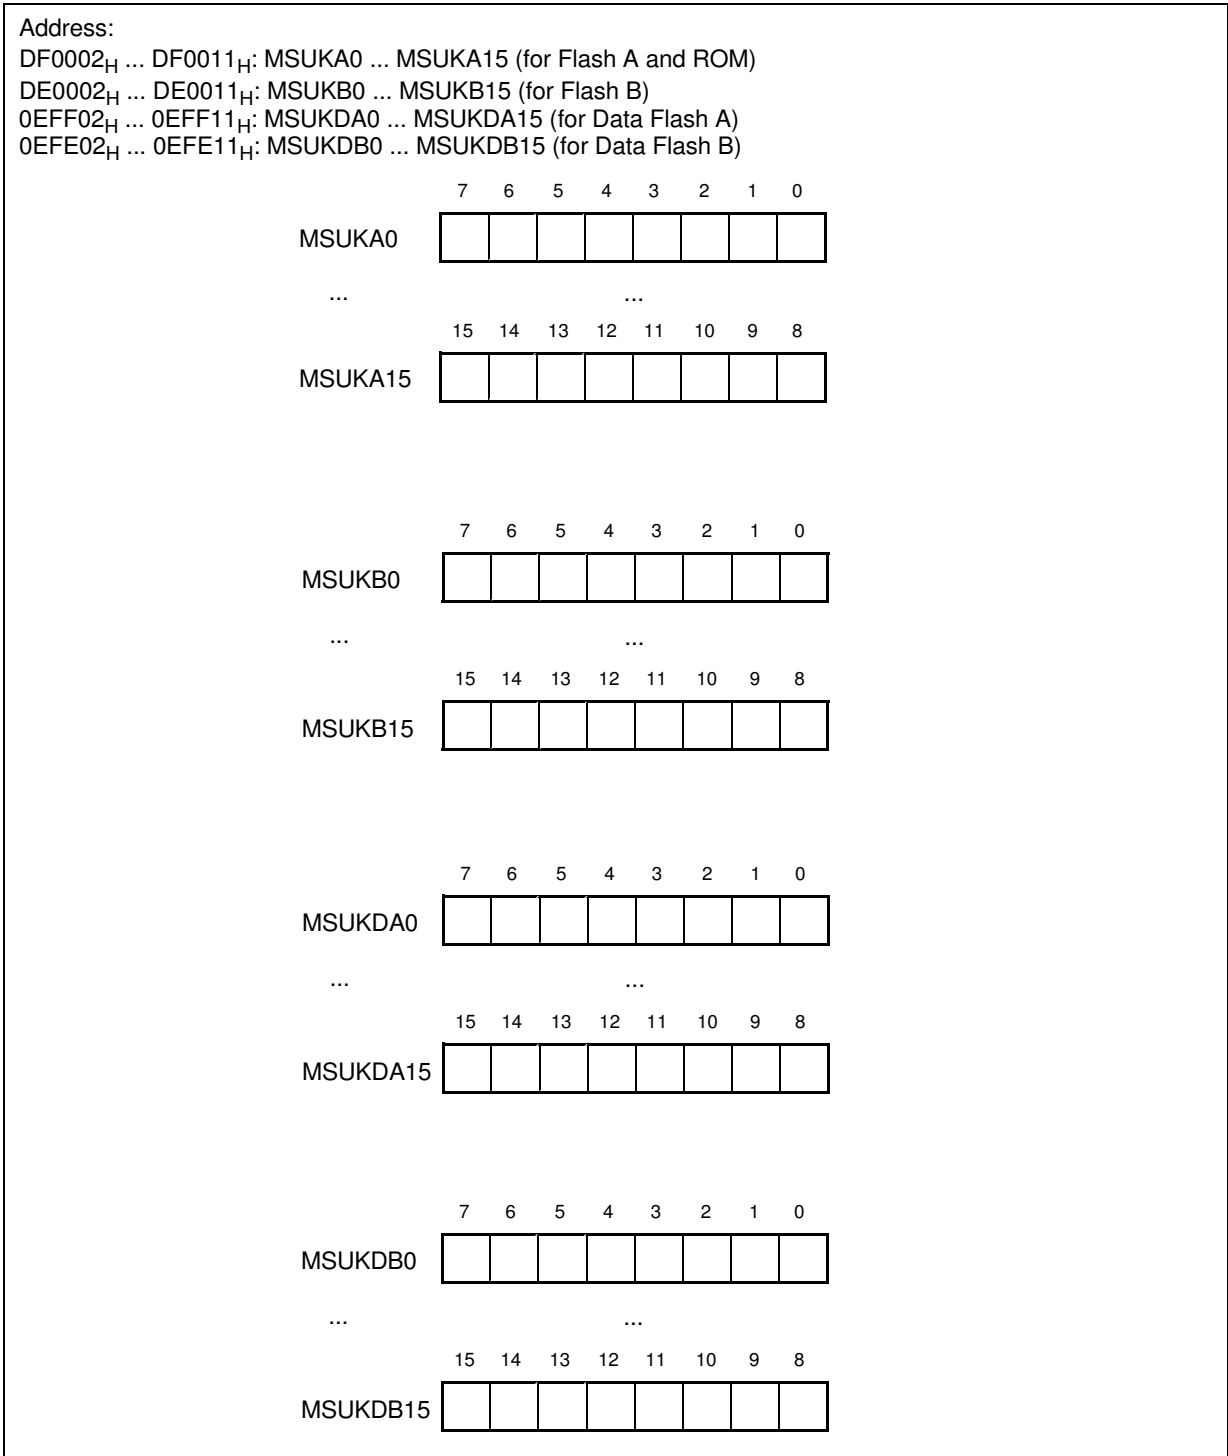 Address:
DF0002H ... DF0011H: MSUKA0 ... MSUKA15 (for Flash A and ROM)
DE0002H ... DE0011H: MSUKB0 ... MSUKB15 (for Flash B)
0EFF02H ... 0EFF11H: MSUKDA0 ... MSUKDA15 (for Data Flash A)
0EFE02H ... 0EFE11H: MSUKDB0 ... MSUKDB15 (for Data Flash B)
7 6 5 4 3 2 1 0
MSUKA0
... ...
15 14 13 12 11 10 9 8
MSUKA15
7 6 5 4 3 2 1 0
MSUKB0
... ...
15 14 13 12 11 10 9 8
MSUKB15
7 6 5 4 3 2 1 0
MSUKDA0
... ...
15 14 13 12 11 10 9 8
MSUKDA15
7 6 5 4 3 2 1 0
MSUKDB0
... ...
15 14 13 12 11 10 9 8
MSUKDB15